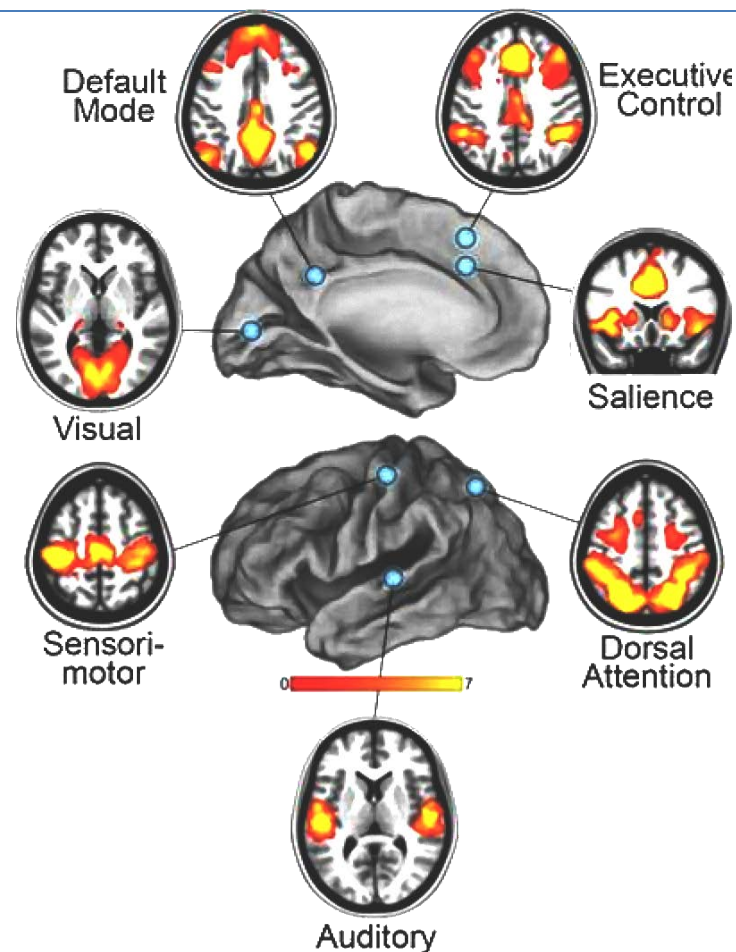 Default
Mode
Executive
Control
Visual
Salience
Sensori-
motor
Dorsal
Attention
0
7
Auditory